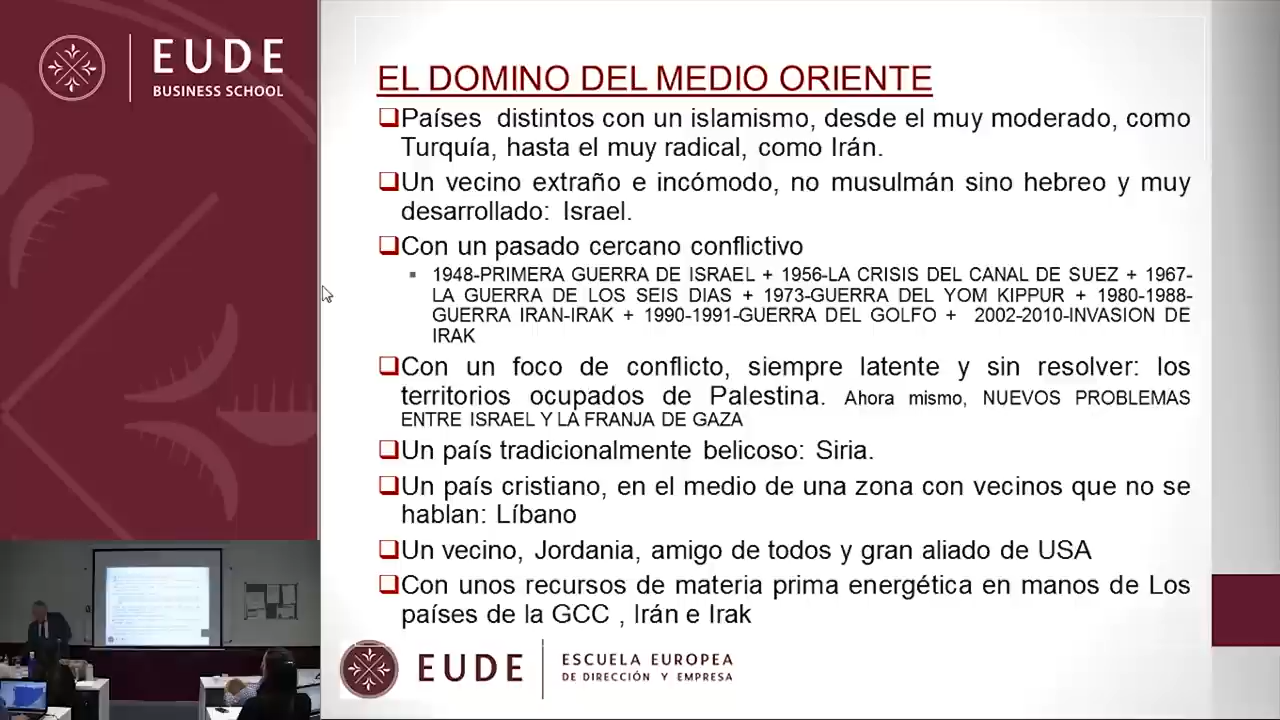 EUDE
BUSINESS SCHOOL
EL DOMINO DEL MEDIO ORIENTE
Países distintos con un islamismo, desde el muy moderado, como
Turquía, hasta el muy radical, como Irán.
Un vecino extraño e incómodo, no musulmán sino hebreo y muy
desarrollado: Israel.
Con un pasado cercano conflictivo
1948-PRIMERA GUERRA DE ISRAEL + 1956-LA CRISIS DEL CANAL DE SUEZ + 1967-
LA GUERRA DE LOS SEIS DIAS + 1973-GUERRA DEL YOM KIPPUR + 1980-1988-
GUERRA IRAN-IRAK + 1990-1991-GUERRA DEL GOLFO + 2002-2010-INVASION DE
IRAK
Con un foco de conflicto, siempre latente y sin resolver: los
territorios ocupados de Palestina. Ahora mismo, NUEVOS PROBLEMAS
ENTRE ISRAEL Y LA FRANJA DE GAZA
Un país tradicionalmente belicoso: Siria.
Un país cristiano, en el medio de una zona con vecinos que no se
hablan: Líbano
Un vecino, Jordania, amigo de todos y gran aliado de USA
Con unos recursos de materia prima energética en manos de Los
países de la GCC , Irán e Irak
EUDE
ESCUELA EUROPEA
DE DIRECCIÓN Y EMPRESA